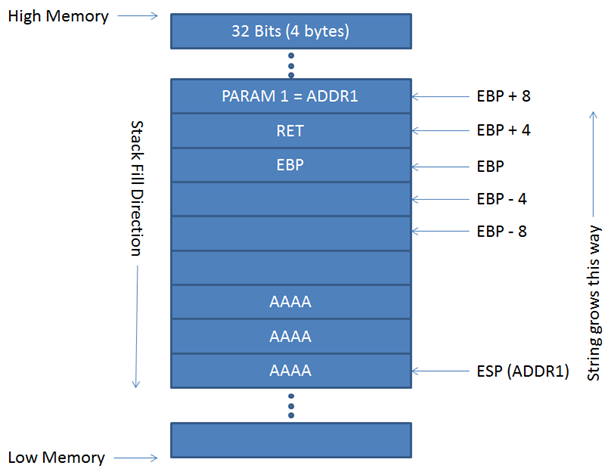 High Memory
32 Bits (4 bytes)
PARAM 1 = ADDR1
EBP + 8
RET
EBP + 4
EBP
EBP
EBP - 4
EBP - 8
AAAA
AAAA
AAAA
ESP (ADDR1)
Low Memory
Stack Fill Direction
String grows this way